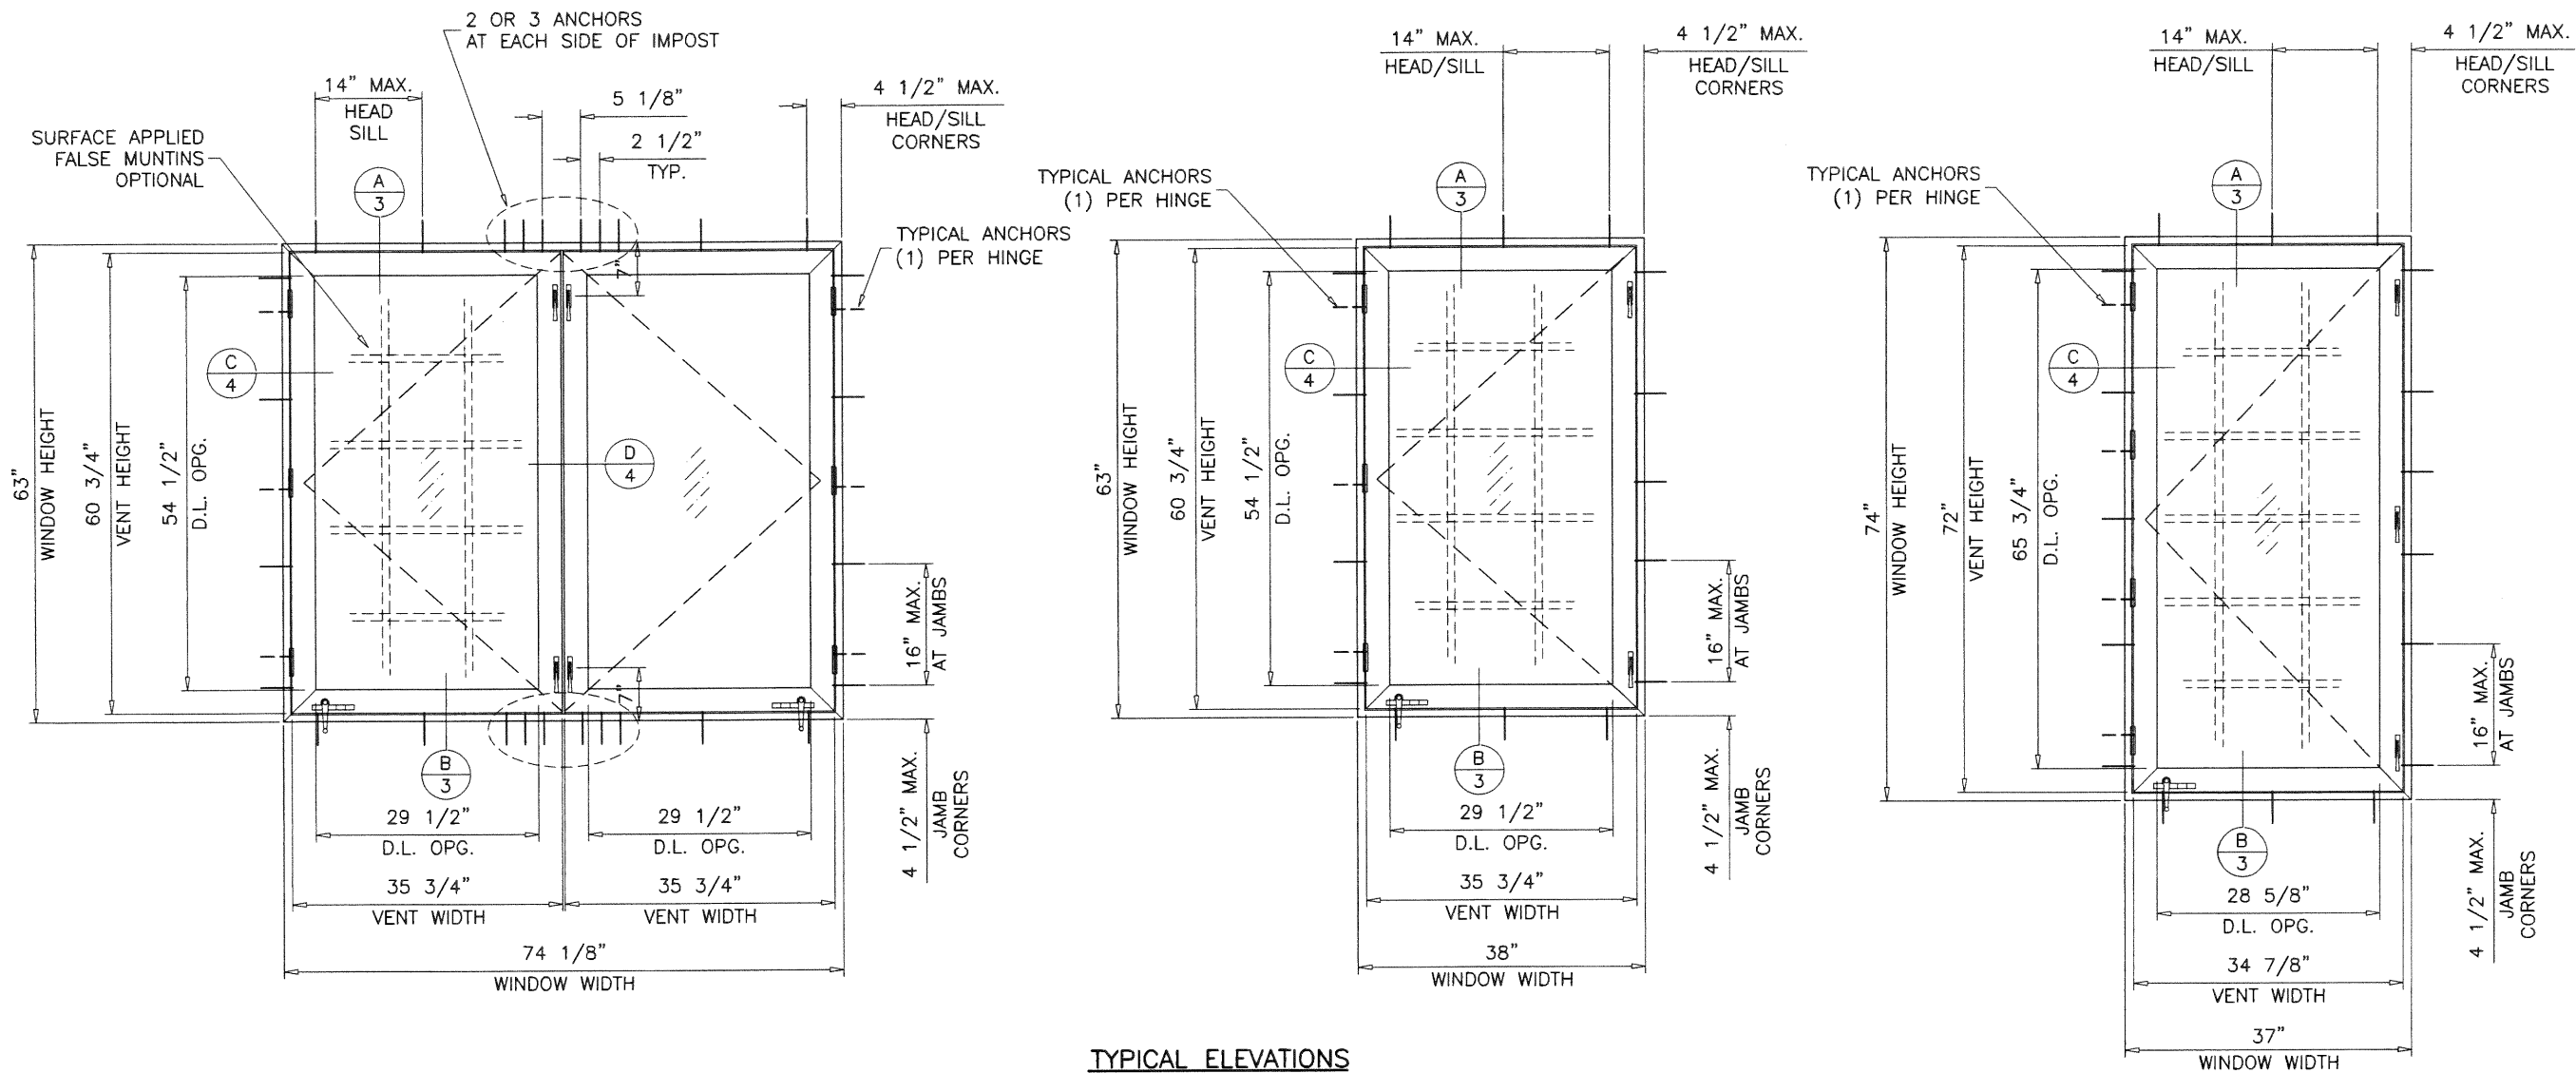 2 OR 3 ANCHORS
AT EACH SIDE OF IMPOST
14" MAX.
HEAD
SILL
5 1/8"
2 1/2"
TYP.
4 1/2" MAX.
HEAD/SILL
CORNERS
SURFACE APPLIED
FALSE MUNTINS
OPTIONAL
A
3
TYPICAL ANCHORS
(1) PER HINGE
7"
C
4
D
4
63"
WINDOW HEIGHT
60 3/4"
VENT HEIGHT
54 1/2"
D.L. OPG.
16" MAX.
AT JAMBS
7"
B
3
4 1/2" MAX.
JAMB
CORNERS
29 1/2"
D.L. OPG.
29 1/2"
D.L. OPG.
35 3/4"
VENT WIDTH
35 3/4"
VENT WIDTH
74 1/8"
WINDOW WIDTH
14" MAX.
HEAD/SILL
4 1/2" MAX.
HEAD/SILL
CORNERS
TYPICAL ANCHORS
(1) PER HINGE
A
3
C
4
63"
WINDOW HEIGHT
60 3/4"
VENT HEIGHT
54 1/2"
D.L. OPG.
16" MAX.
AT JAMBS
B
3
4 1/2" MAX.
JAMB
CORNERS
29 1/2"
D.L. OPG.
35 3/4"
VENT WIDTH
38"
WINDOW WIDTH
14" MAX.
HEAD/SILL
4 1/2" MAX.
HEAD/SILL
CORNERS
TYPICAL ANCHORS
(1) PER HINGE
A
3
C
4
74"
WINDOW HEIGHT
72"
VENT HEIGHT
65 3/4"
D.L. OPG.
16" MAX.
AT JAMBS
B
3
4 1/2" MAX.
JAMB
CORNERS
28 5/8"
D.L. OPG.
34 7/8"
VENT WIDTH
37"
WINDOW WIDTH
TYPICAL ELEVATIONS